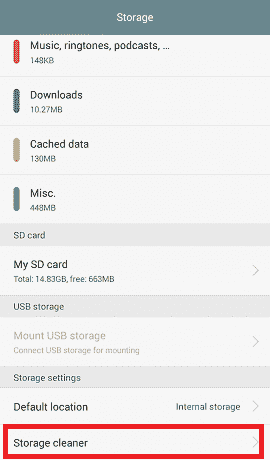 Storage
Music, ringtones, podcasts, ...
148KB
Downloads
10.27MB
Cached data
130MB
Misc.
448MB
SD card
My SD card
Total: 14.83GB, free: 663MB
USB storage
Mount USB storage
Connect USB storage for mounting
Storage settings
Default location
Internal storage
Storage cleaner